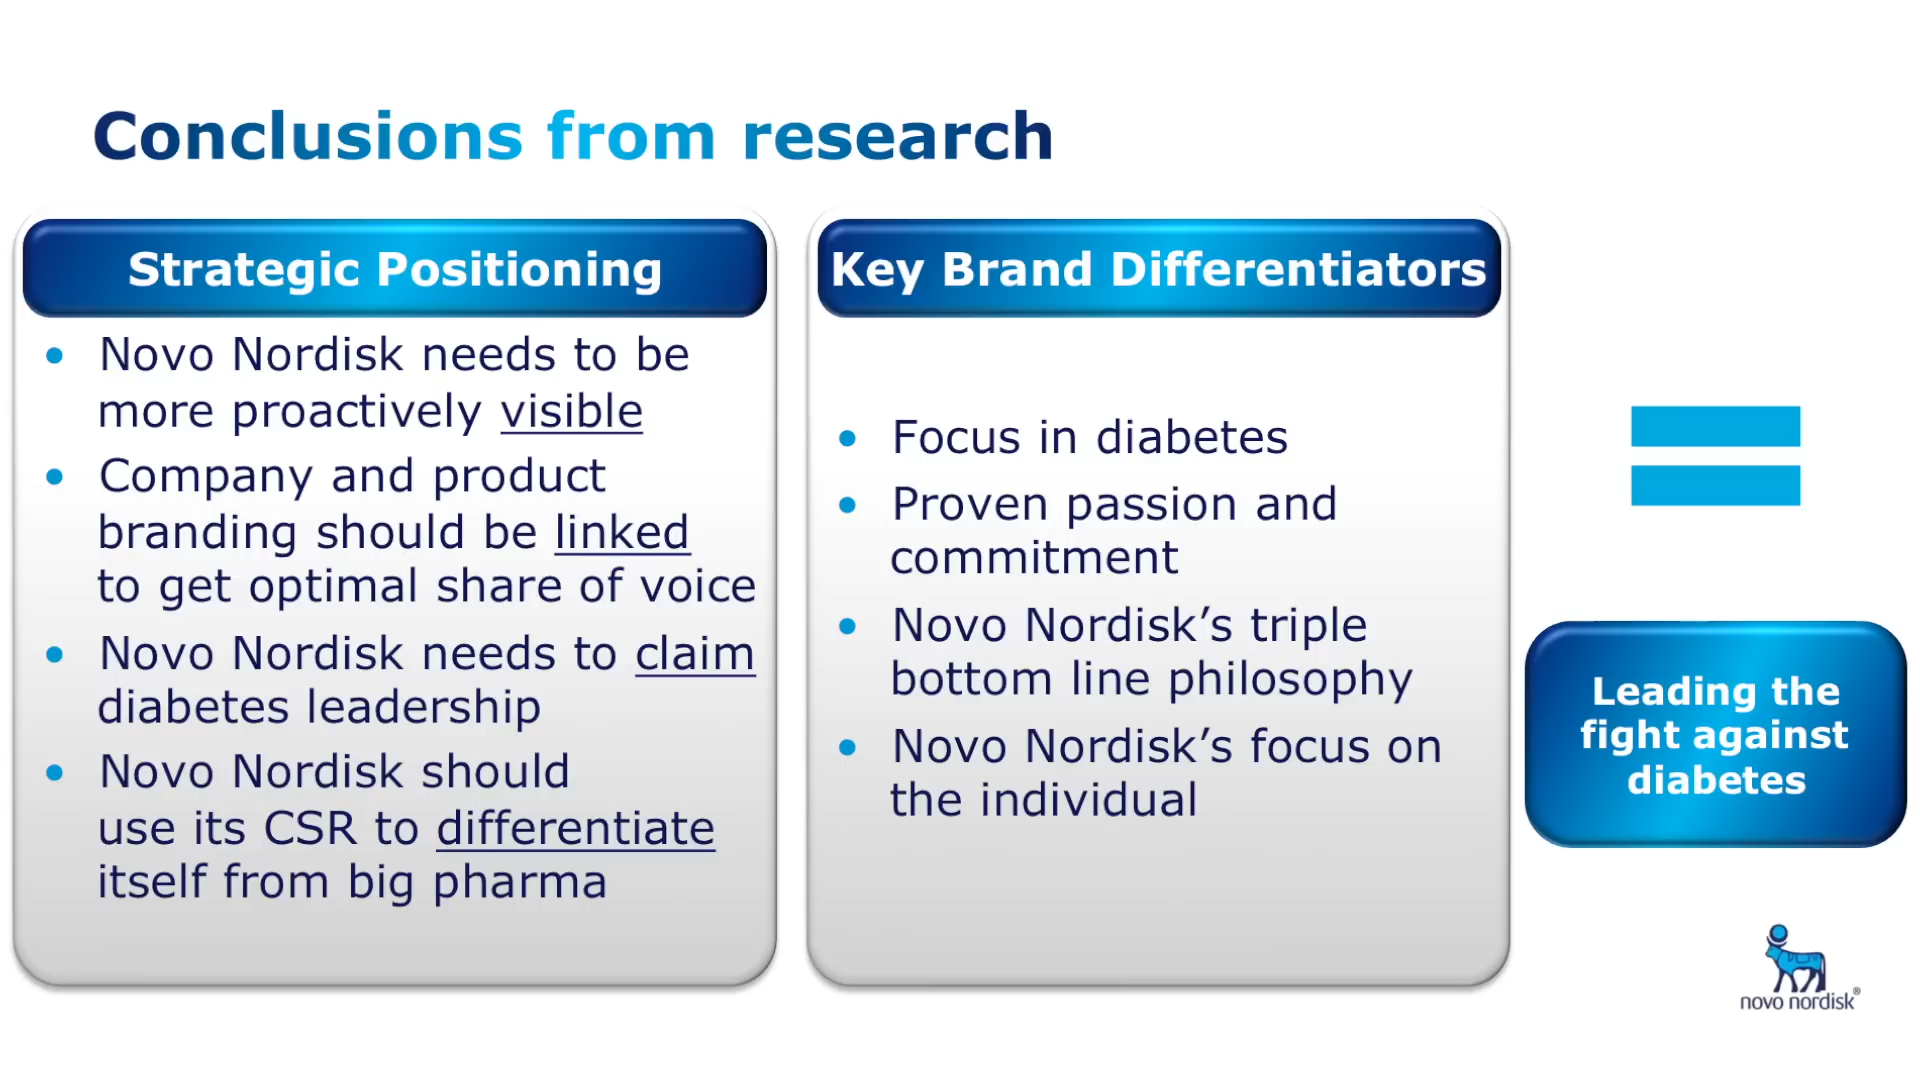 Conclusions from research
Strategic Positioning
• Novo Nordisk needs to be
more proactively visible
• Company and product
branding should be linked
to get optimal share of voice
• Novo Nordisk needs to claim
diabetes leadership
• Novo Nordisk should
use its CSR to differentiate
itself from big pharma
Key Brand Differentiators
• Focus in diabetes
• Proven passion and
commitment
• Novo Nordisk’s triple
bottom line philosophy
• Novo Nordisk’s focus on
the individual
Leading the
fight against
diabetes
novo nordisk®